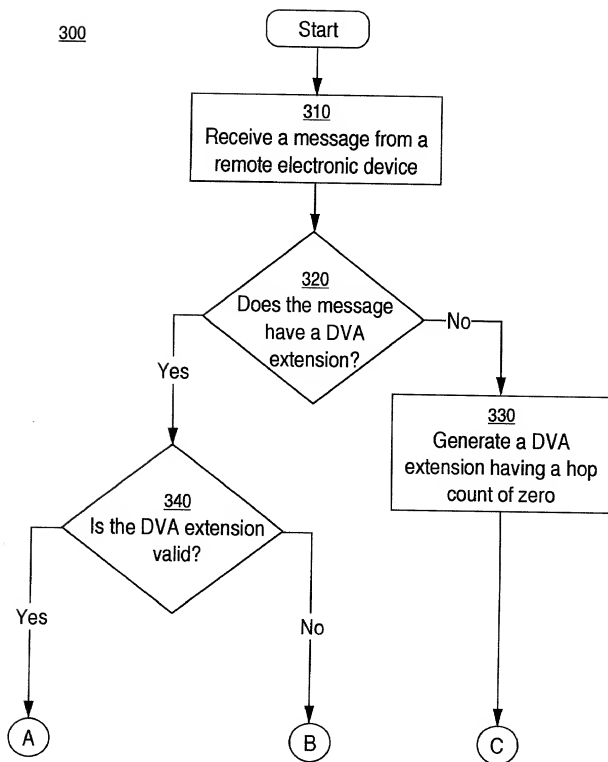 300
Start
310
Receive a message from a
remote electronic device
320
Does the message
have a DVA
extension?
No
Yes
330
Generate a DVA
extension having a hop
count of zero
340
Is the DVA extension
valid?
Yes
No
A
B
C